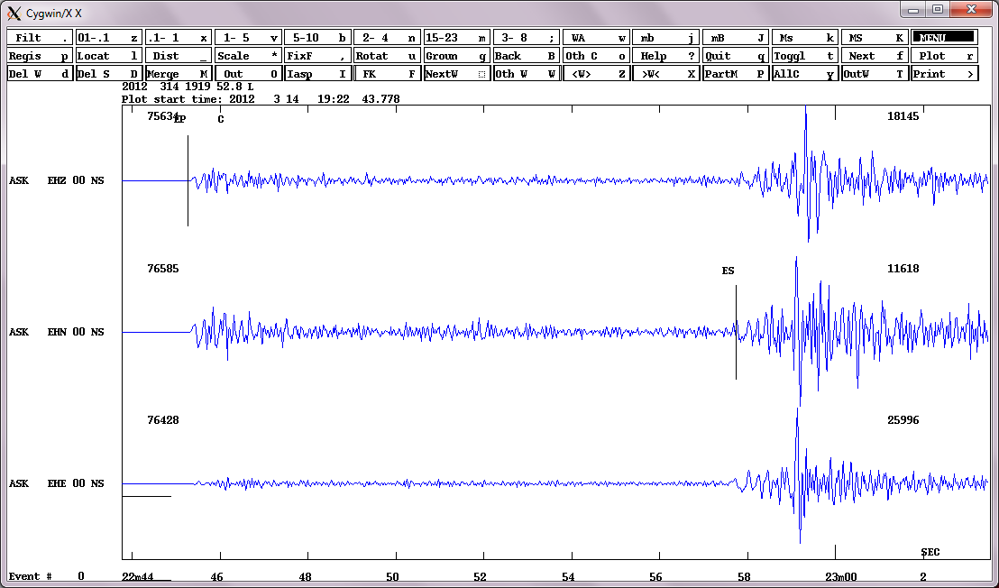 Cygwin/X X
Filt . 01-.1 z .1- 1 x 1- 5 v 5-10 b 2- 4 n 15-23 m 3- 8 ; WA w mb j mB J Ms k MS K MENU
Regis p Locat l Dist _ Scale * FixF , Rotat u Groun g Back B Oth C o Help ? Quit q Toggl t Next f Plot r
Del W d Del S D Merge M Out O Iasp I FK F NextW Oth W W <W> Z >W< X PartM P AllC y OutW T Print >
2012 314 1919 52.8 L
Plot start time: 2012 3 14 19:22 43.778
75634 EP C 18145
ASK EHZ 00 NS
76585 ES 11618
ASK EHN 00 NS
76428 25996
ASK EHE 00 NS
SEC
Event # 0 22m44 46 48 50 52 54 56 58 23m00 2